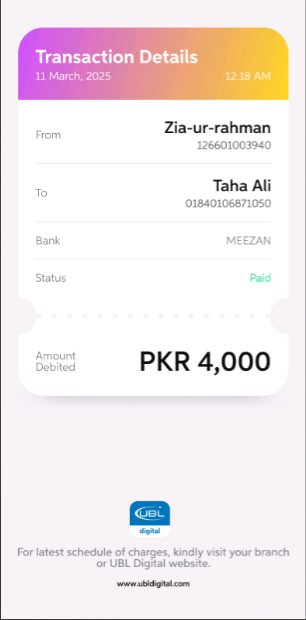 Transaction Details
11 March, 2025 12:18 AM
From Zia-ur-rahman
126601003940
To Taha Ali
01840106871050
Bank MEEZAN
Status Paid
Amount
Debited PKR 4,000
UBL
digital
For latest schedule of charges, kindly visit your branch
or UBL Digital website.
www.ubldigital.com